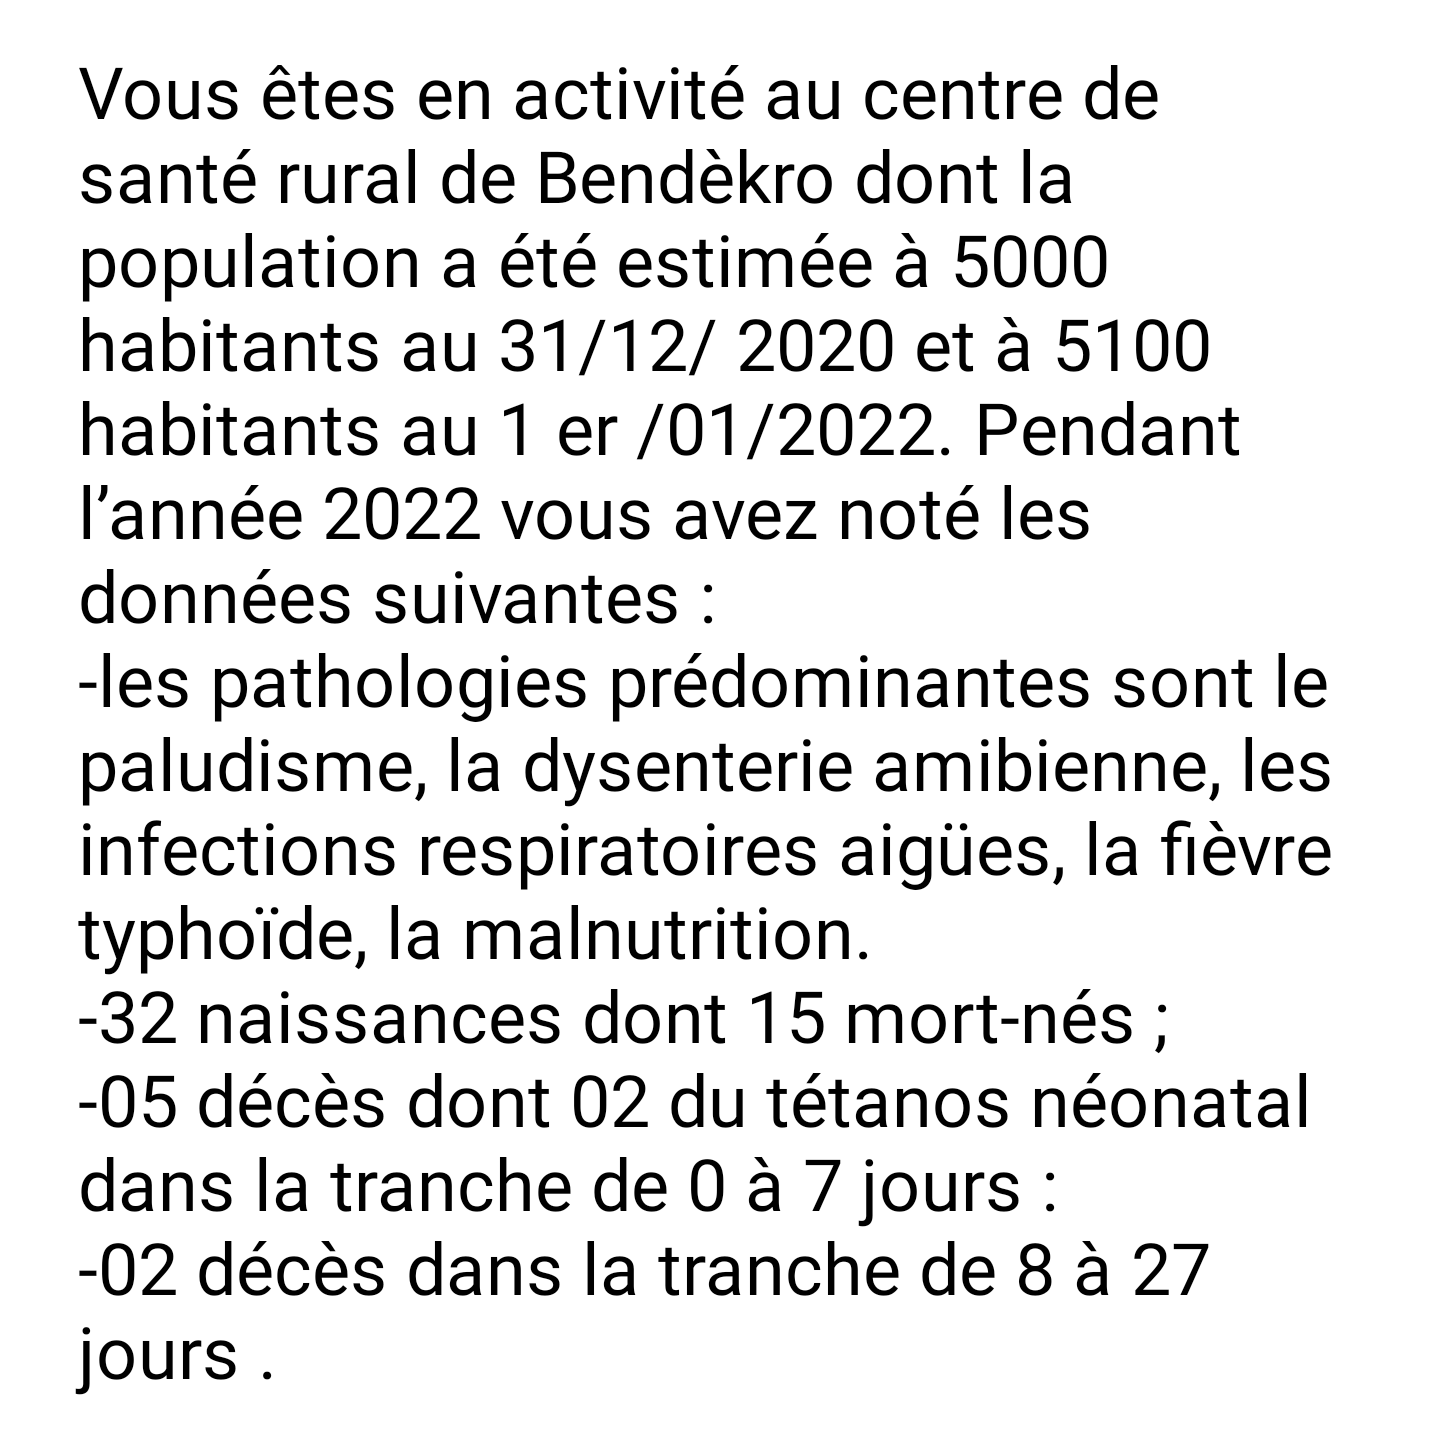 Vous êtes en activité au centre de
santé rural de Bendèkro dont la
population a été estimée à 5000
habitants au 31/12/ 2020 et à 5100
habitants au 1 er /01/2022. Pendant
l’année 2022 vous avez noté les
données suivantes :
-les pathologies prédominantes sont le
paludisme, la dysenterie amibienne, les
infections respiratoires aigües, la fièvre
typhoïde, la malnutrition.
-32 naissances dont 15 mort-nés ;
-05 décès dont 02 du tétanos néonatal
dans la tranche de 0 à 7 jours :
-02 décès dans la tranche de 8 à 27
jours .